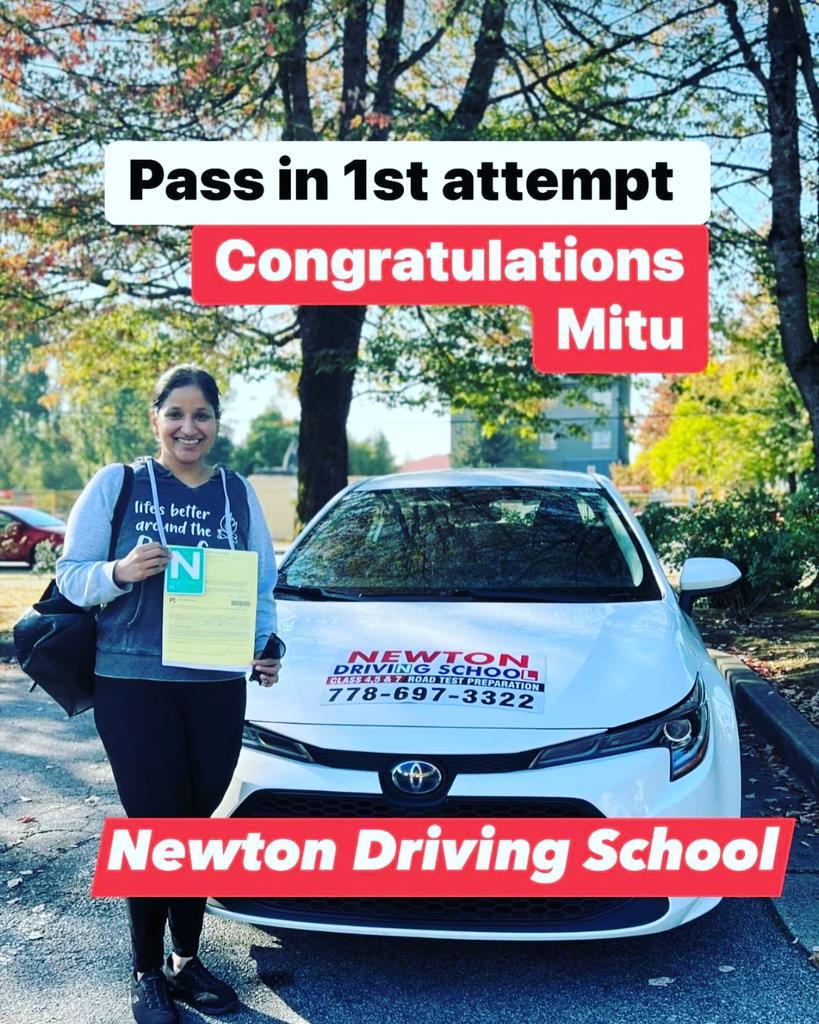 Pass in 1st attempt
Congratulations
Mitu
life's better
around the
N
NEWTON
DRIVING SCHOOL
CLASS 4,5 & 7 ROAD TEST PREPARATION
778-697-3322
Newton Driving School